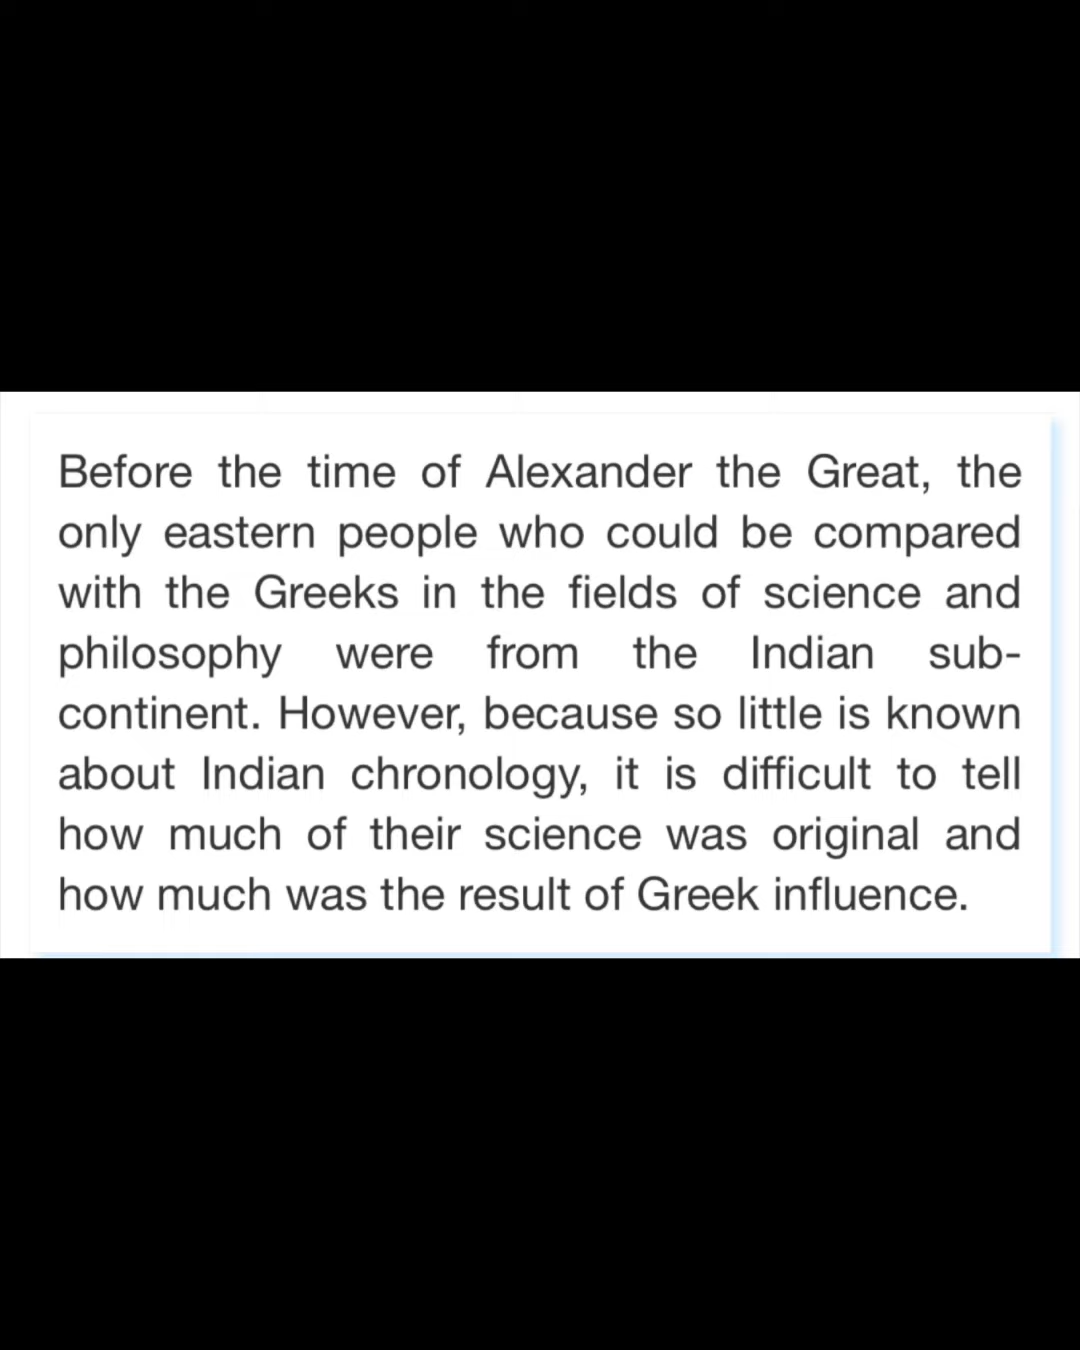 Before the time of Alexander the Great, the
only eastern people who could be compared
with the Greeks in the fields of science and
philosophy were from the Indian sub-
continent. However, because so little is known
about Indian chronology, it is difficult to tell
how much of their science was original and
how much was the result of Greek influence.